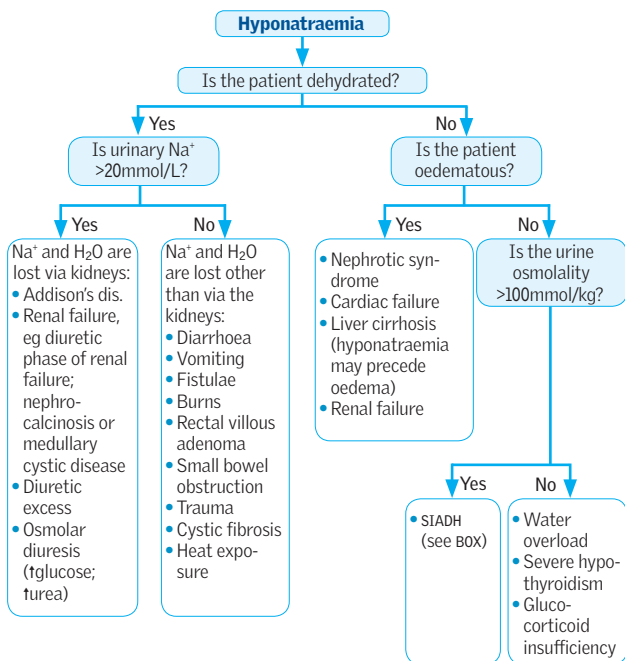 Hyponatraemia
Is the patient dehydrated?
Yes
No
Is urinary Na⁺
>20mmol/L?
Is the patient
oedematous?
Yes
No
Yes
No
Na⁺ and H₂O are
lost via kidneys:
• Addison's dis.
• Renal failure,
eg diuretic
phase of renal
failure;
nephro-
calcinosis or
medullary
cystic disease
• Diuretic
excess
• Osmolar
diuresis
(↑glucose;
↑urea)
Na⁺ and H₂O
are lost other
than via the
kidneys:
• Diarrhoea
• Vomiting
• Fistulae
• Burns
• Rectal villous
adenoma
• Small bowel
obstruction
• Trauma
• Cystic fibrosis
• Heat expo-
sure
• Nephrotic syn-
drome
• Cardiac failure
• Liver cirrhosis
(hyponatraemia
may precede
oedema)
• Renal failure
Is the urine
osmolality
>100mmol/kg?
Yes
No
• SIADH
(see BOX)
• Water
overload
• Severe hypo-
thyroidism
• Gluco-
corticoid
insufficiency